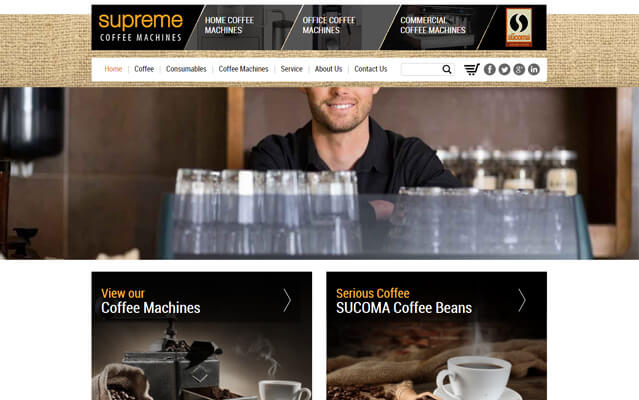 supreme
COFFEE MACHINES
HOME COFFEE
MACHINES
OFFICE COFFEE
MACHINES
COMMERCIAL
COFFEE MACHINES
sucoma
Home
Coffee
Consumables
Coffee Machines
Service
About Us
Contact Us
View our
Coffee Machines
Serious Coffee
SUCOMA Coffee Beans